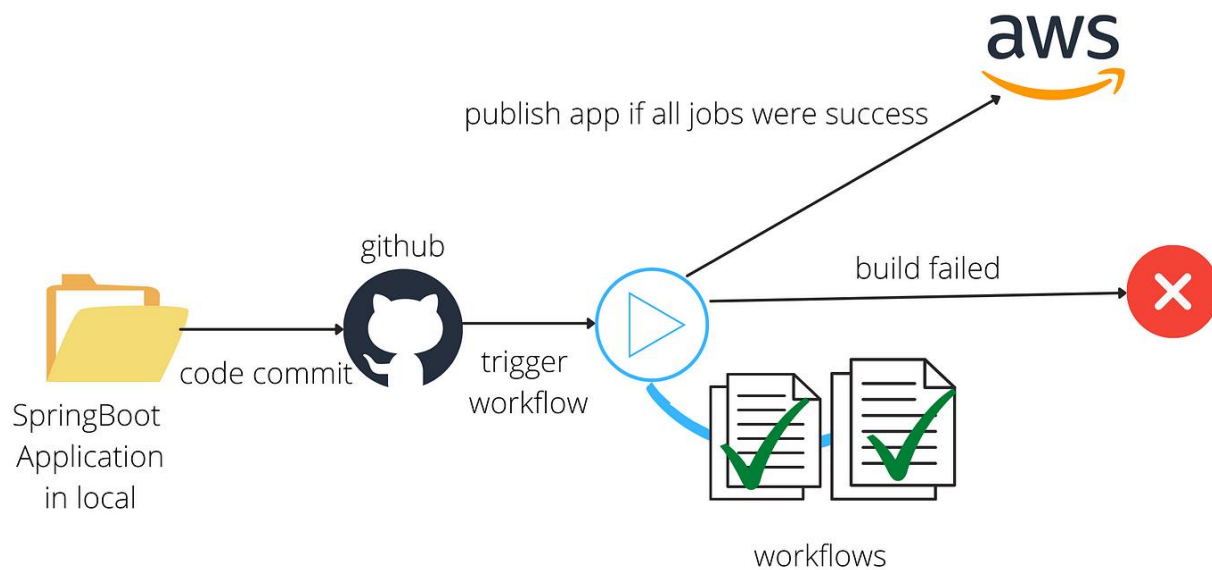 aws
publish app if all jobs were success
github
build failed
code commit
trigger
workflow
SpringBoot
Application
in local
workflows